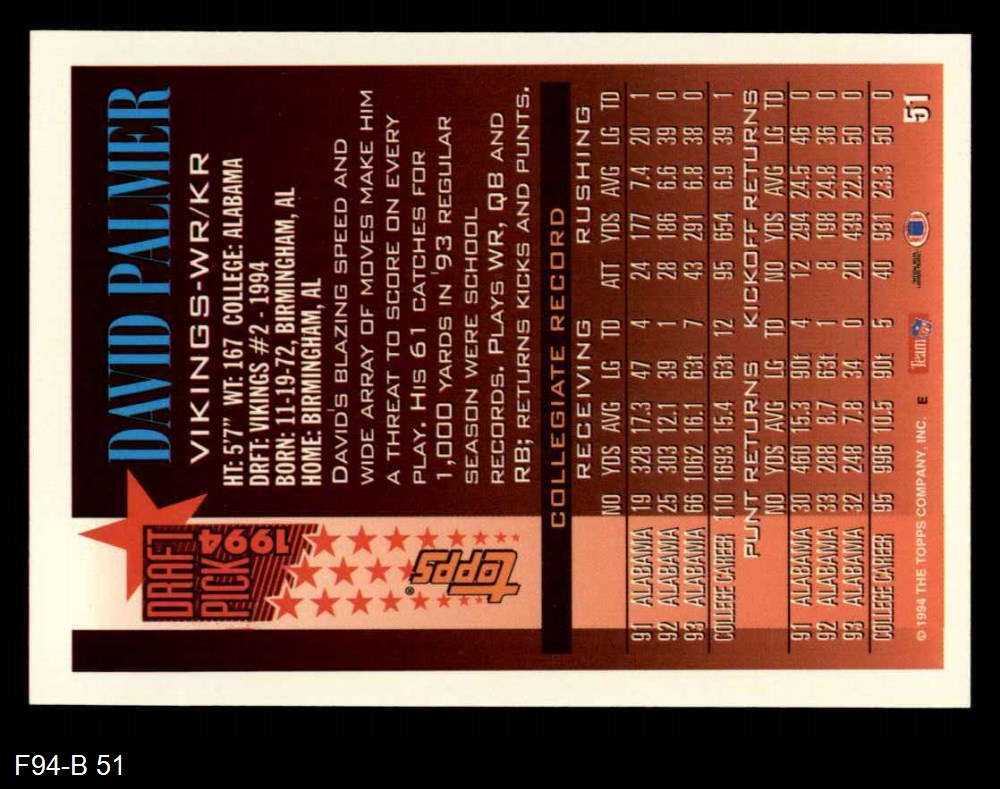 DAVID PALMER
VIKINGS-WR/KR
HT: 5'7" WT: 167 COLLEGE: ALABAMA
DRFT: VIKINGS #2 - 1994
BORN: 11-19-72, BIRMINGHAM, AL
HOME: BIRMINGHAM, AL
DAVID'S BLAZING SPEED AND
WIDE ARRAY OF MOVES MAKE HIM
A THREAT TO SCORE ON EVERY
PLAY. HIS 61 CATCHES FOR
1,000 YARDS IN '93 REGULAR
SEASON WERE SCHOOL
RECORDS. PLAYS WR, QB AND
RB; RETURNS KICKS AND PUNTS.
DRAFT
PICK
1994
Topps®
COLLEGIATE RECORD
RECEIVING RUSHING
NO YDS AVG LG TD ATT YDS AVG LG TD
91 ALABAMA 19 328 17.3 47 4 24 177 7.4 20 1
92 ALABAMA 25 303 12.1 39 1 28 186 6.6 39 0
93 ALABAMA 66 1062 16.1 63t 7 43 291 6.8 38 0
COLLEGE CAREER 110 1693 15.4 63t 12 95 654 6.9 39 1
PUNT RETURNS KICKOFF RETURNS
NO YDS AVG LG TD NO YDS AVG LG TD
91 ALABAMA 30 460 15.3 90t 4 12 294 24.5 46 0
92 ALABAMA 33 288 8.7 63t 1 8 198 24.8 36 0
93 ALABAMA 32 248 7.8 34 0 20 439 22.0 50 0
COLLEGE CAREER 95 996 10.5 90t 5 40 931 23.3 50 0
© 1994 THE TOPPS COMPANY, INC. E
Team
51
F94-B 51